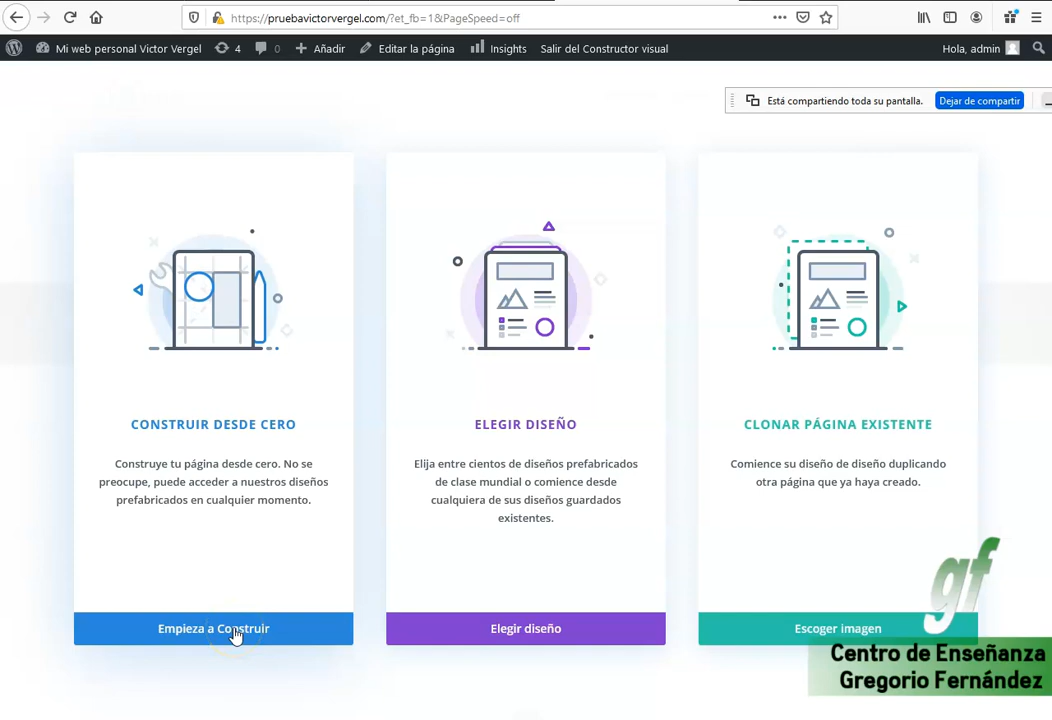 https://pruebavictorvergel.com/?et_fb=1&PageSpeed=off
Mi web personal Victor Vergel 4 0 Añadir Editar la página Insights Salir del Constructor visual Hola, admin
Está compartiendo toda su pantalla. Dejar de compartir
CONSTRUIR DESDE CERO
Construye tu página desde cero. No se
preocupe, puede acceder a nuestros diseños
prefabricados en cualquier momento.
Empieza a Construir
ELEGIR DISEÑO
Elija entre cientos de diseños prefabricados
de clase mundial o comience desde
cualquiera de sus diseños guardados
existentes.
Elegir diseño
CLONAR PÁGINA EXISTENTE
Comience su diseño de diseño duplicando
otra página que ya haya creado.
Escoger imagen
gf
Centro de Enseñanza
Gregorio Fernández